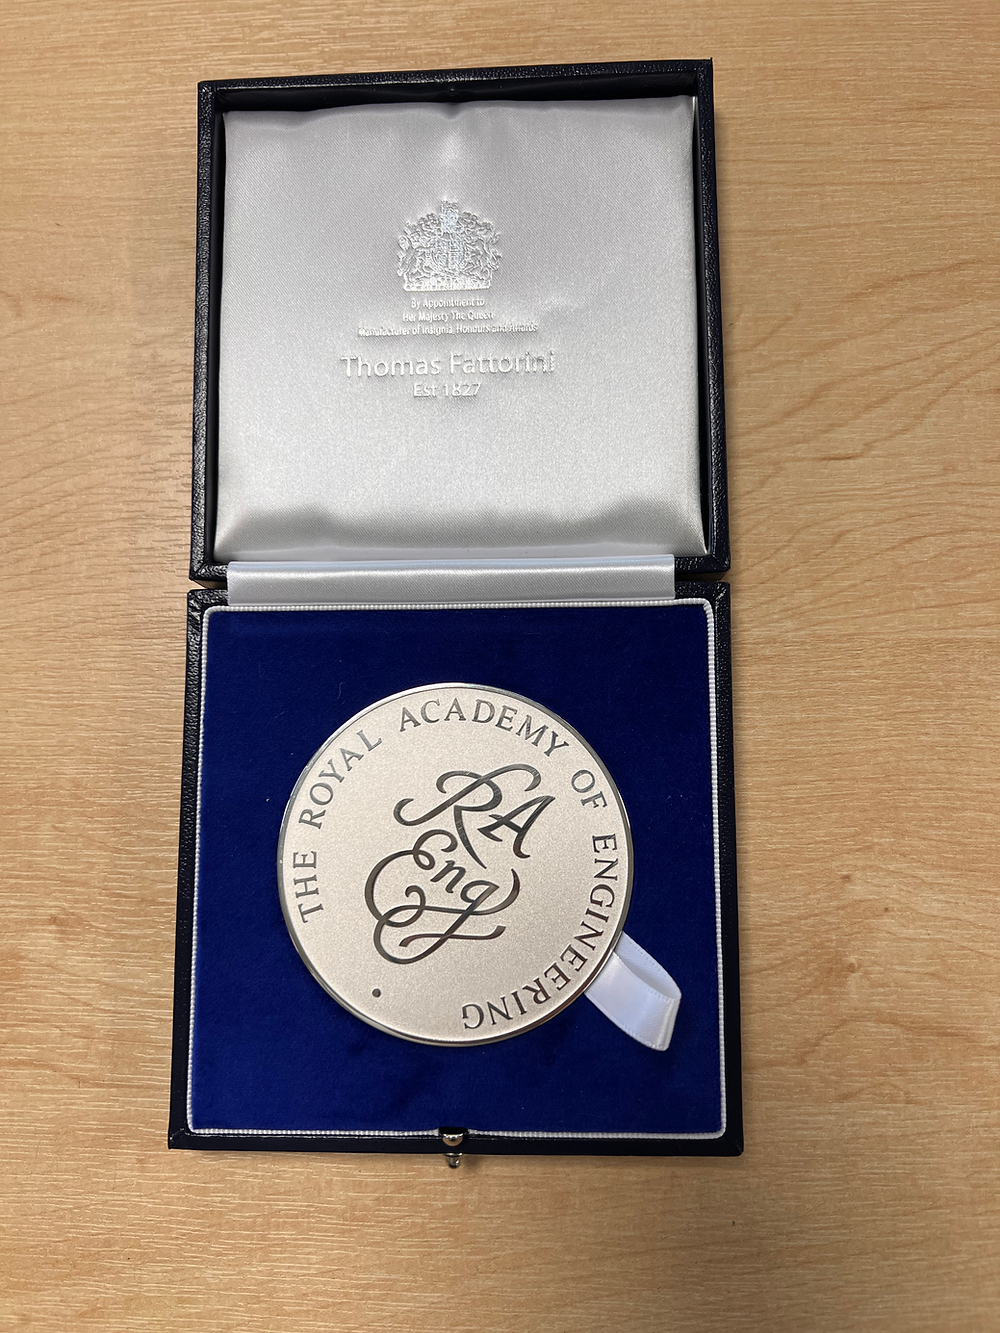 By Appointment to
Her Majesty The Queen
Manufacturer of Insignia, Honours and Awards
Thomas Fattorini
Est 1827
THE ROYAL ACADEMY OF ENGINEERING
RA
Eng